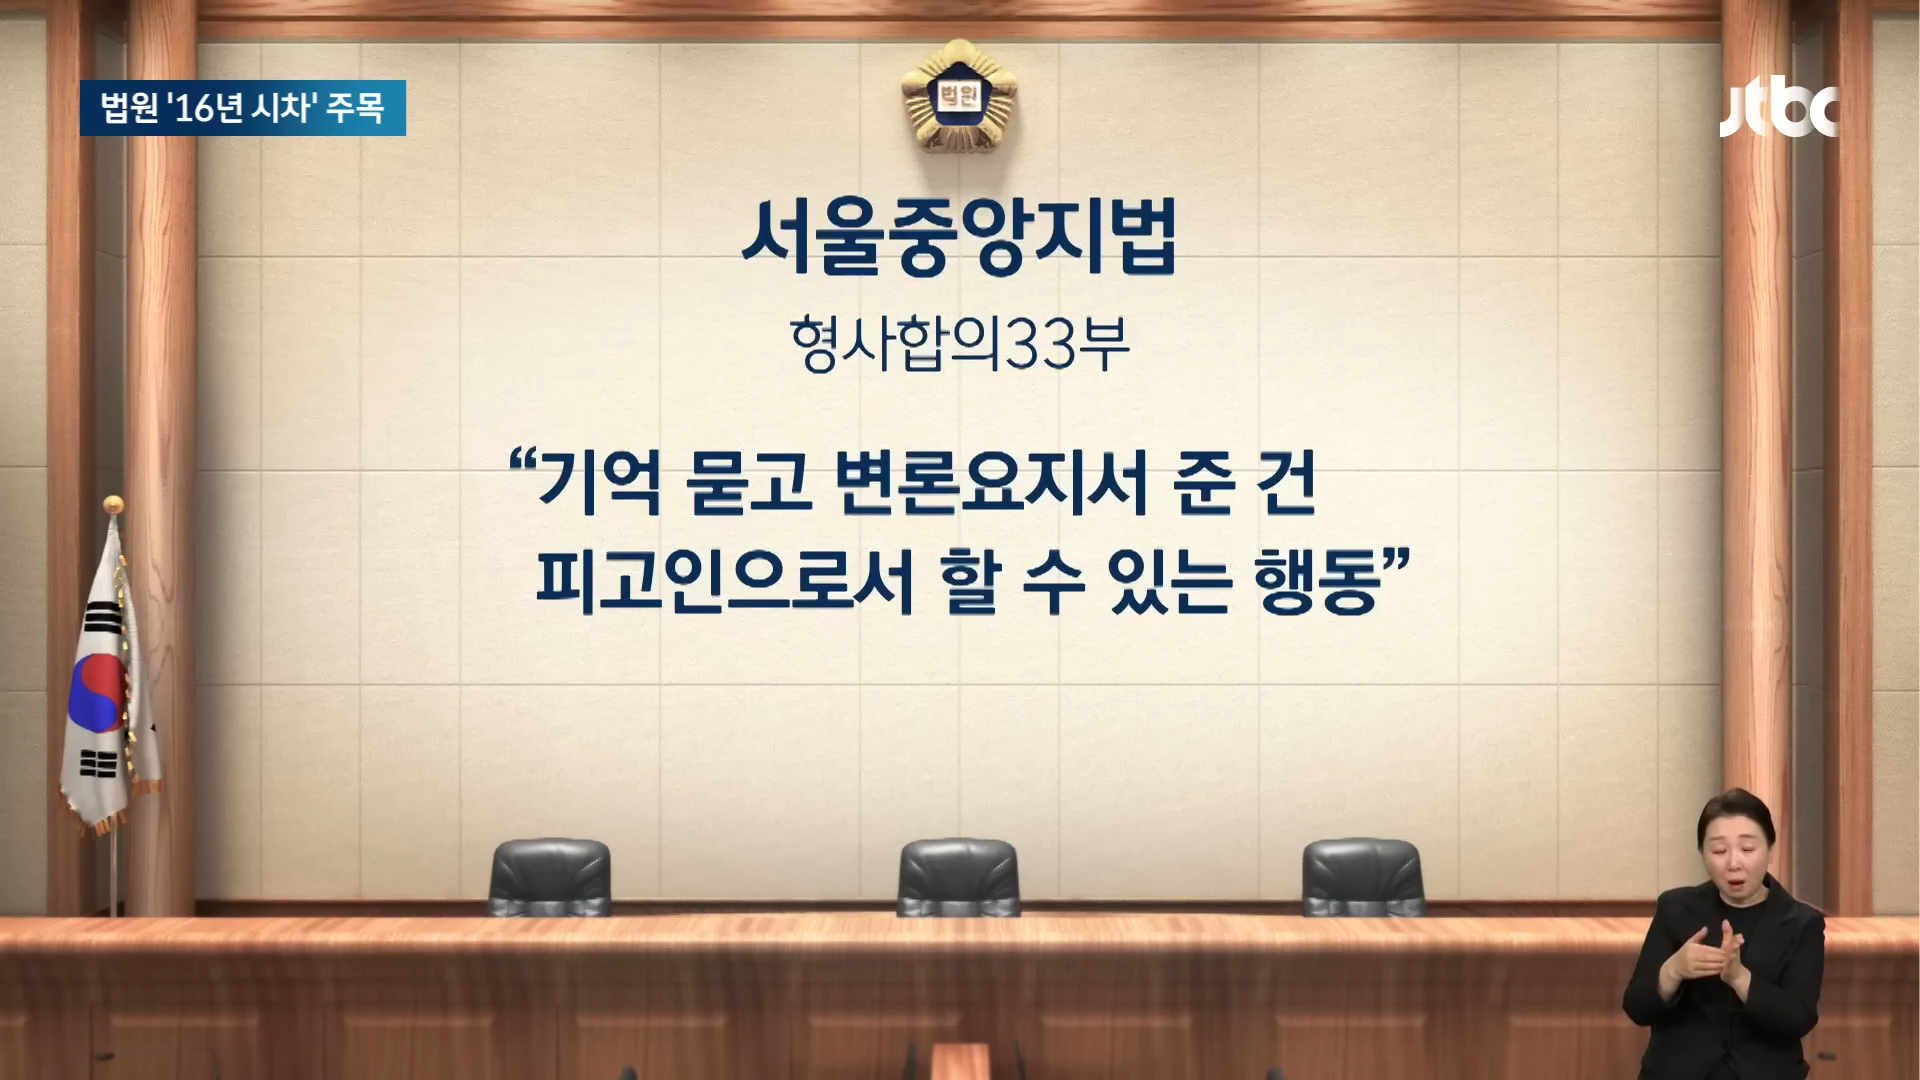 법원 '16년 시차' 주목
법원
jtbc
서울중앙지법
형사합의33부
“기억 묻고 변론요지서 준 건
피고인으로서 할 수 있는 행동”